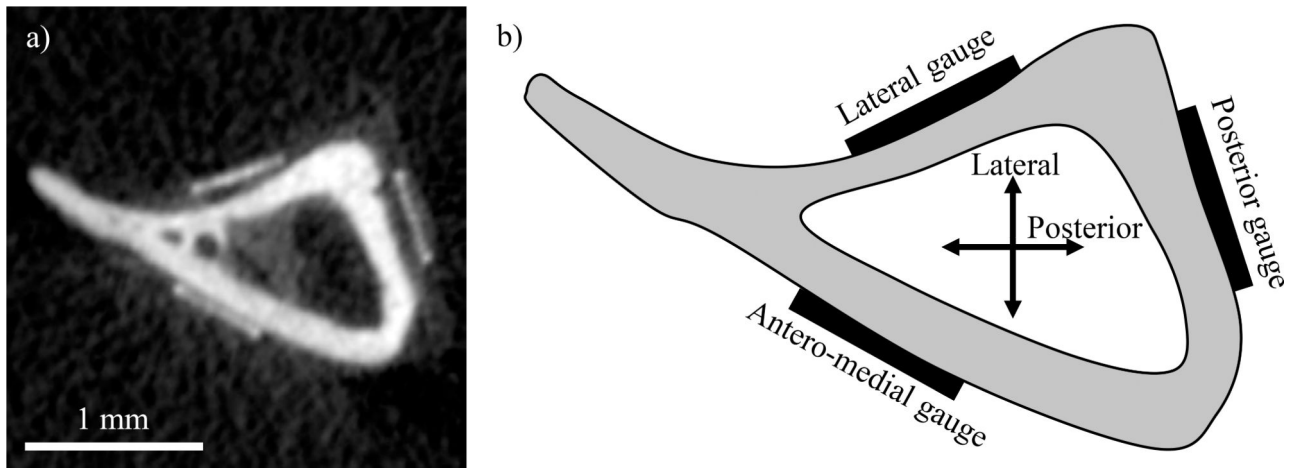 a)
1 mm
b)
Lateral gauge
Posterior gauge
Lateral
Posterior
Antero-medial gauge